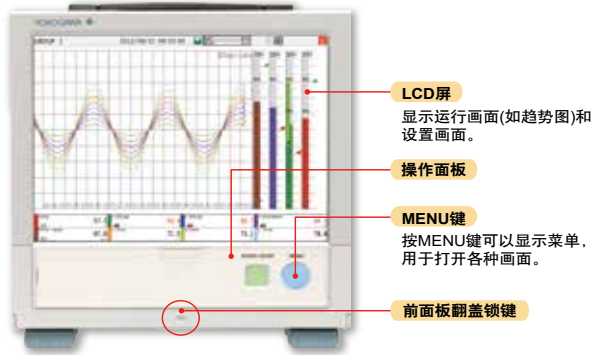 YOKOGAWA
GROUP 1
LCD屏
显示运行画面(如趋势图)和
设置画面。
操作面板
MENU键
按MENU键可以显示菜单，
用于打开各种画面。
前面板翻盖锁键